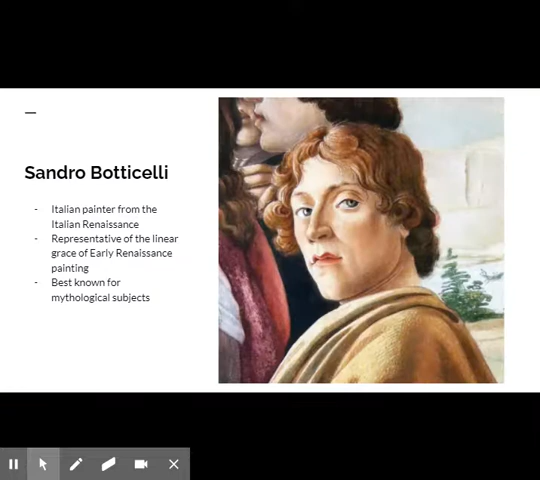 Sandro Botticelli
- Italian painter from the
Italian Renaissance
- Representative of the linear
grace of Early Renaissance
painting
- Best known for
mythological subjects